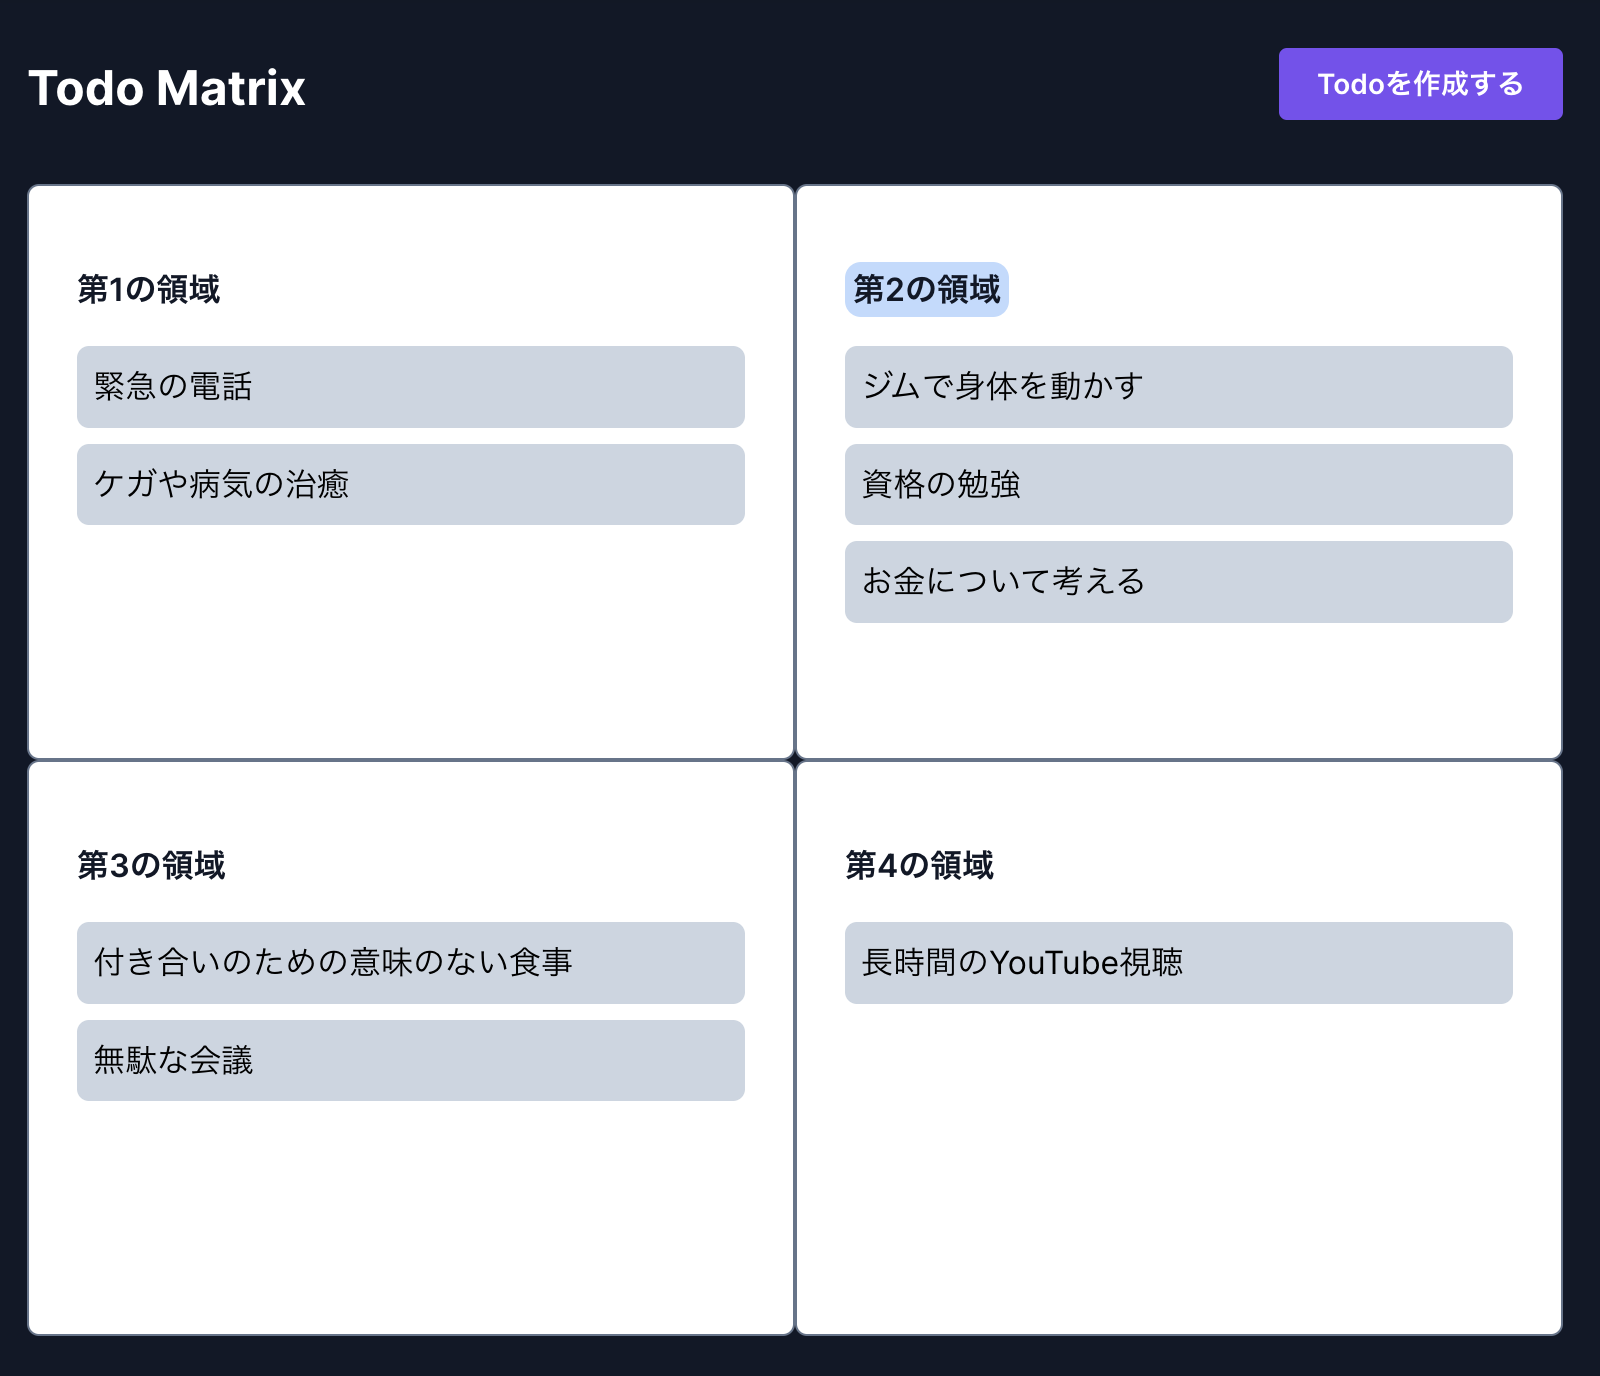 Todo Matrix
Todoを作成する
第1の領域
緊急の電話
ケガや病気の治癒
第2の領域
ジムで身体を動かす
資格の勉強
お金について考える
第3の領域
付き合いのための意味のない食事
無駄な会議
第4の領域
長時間のYouTube視聴